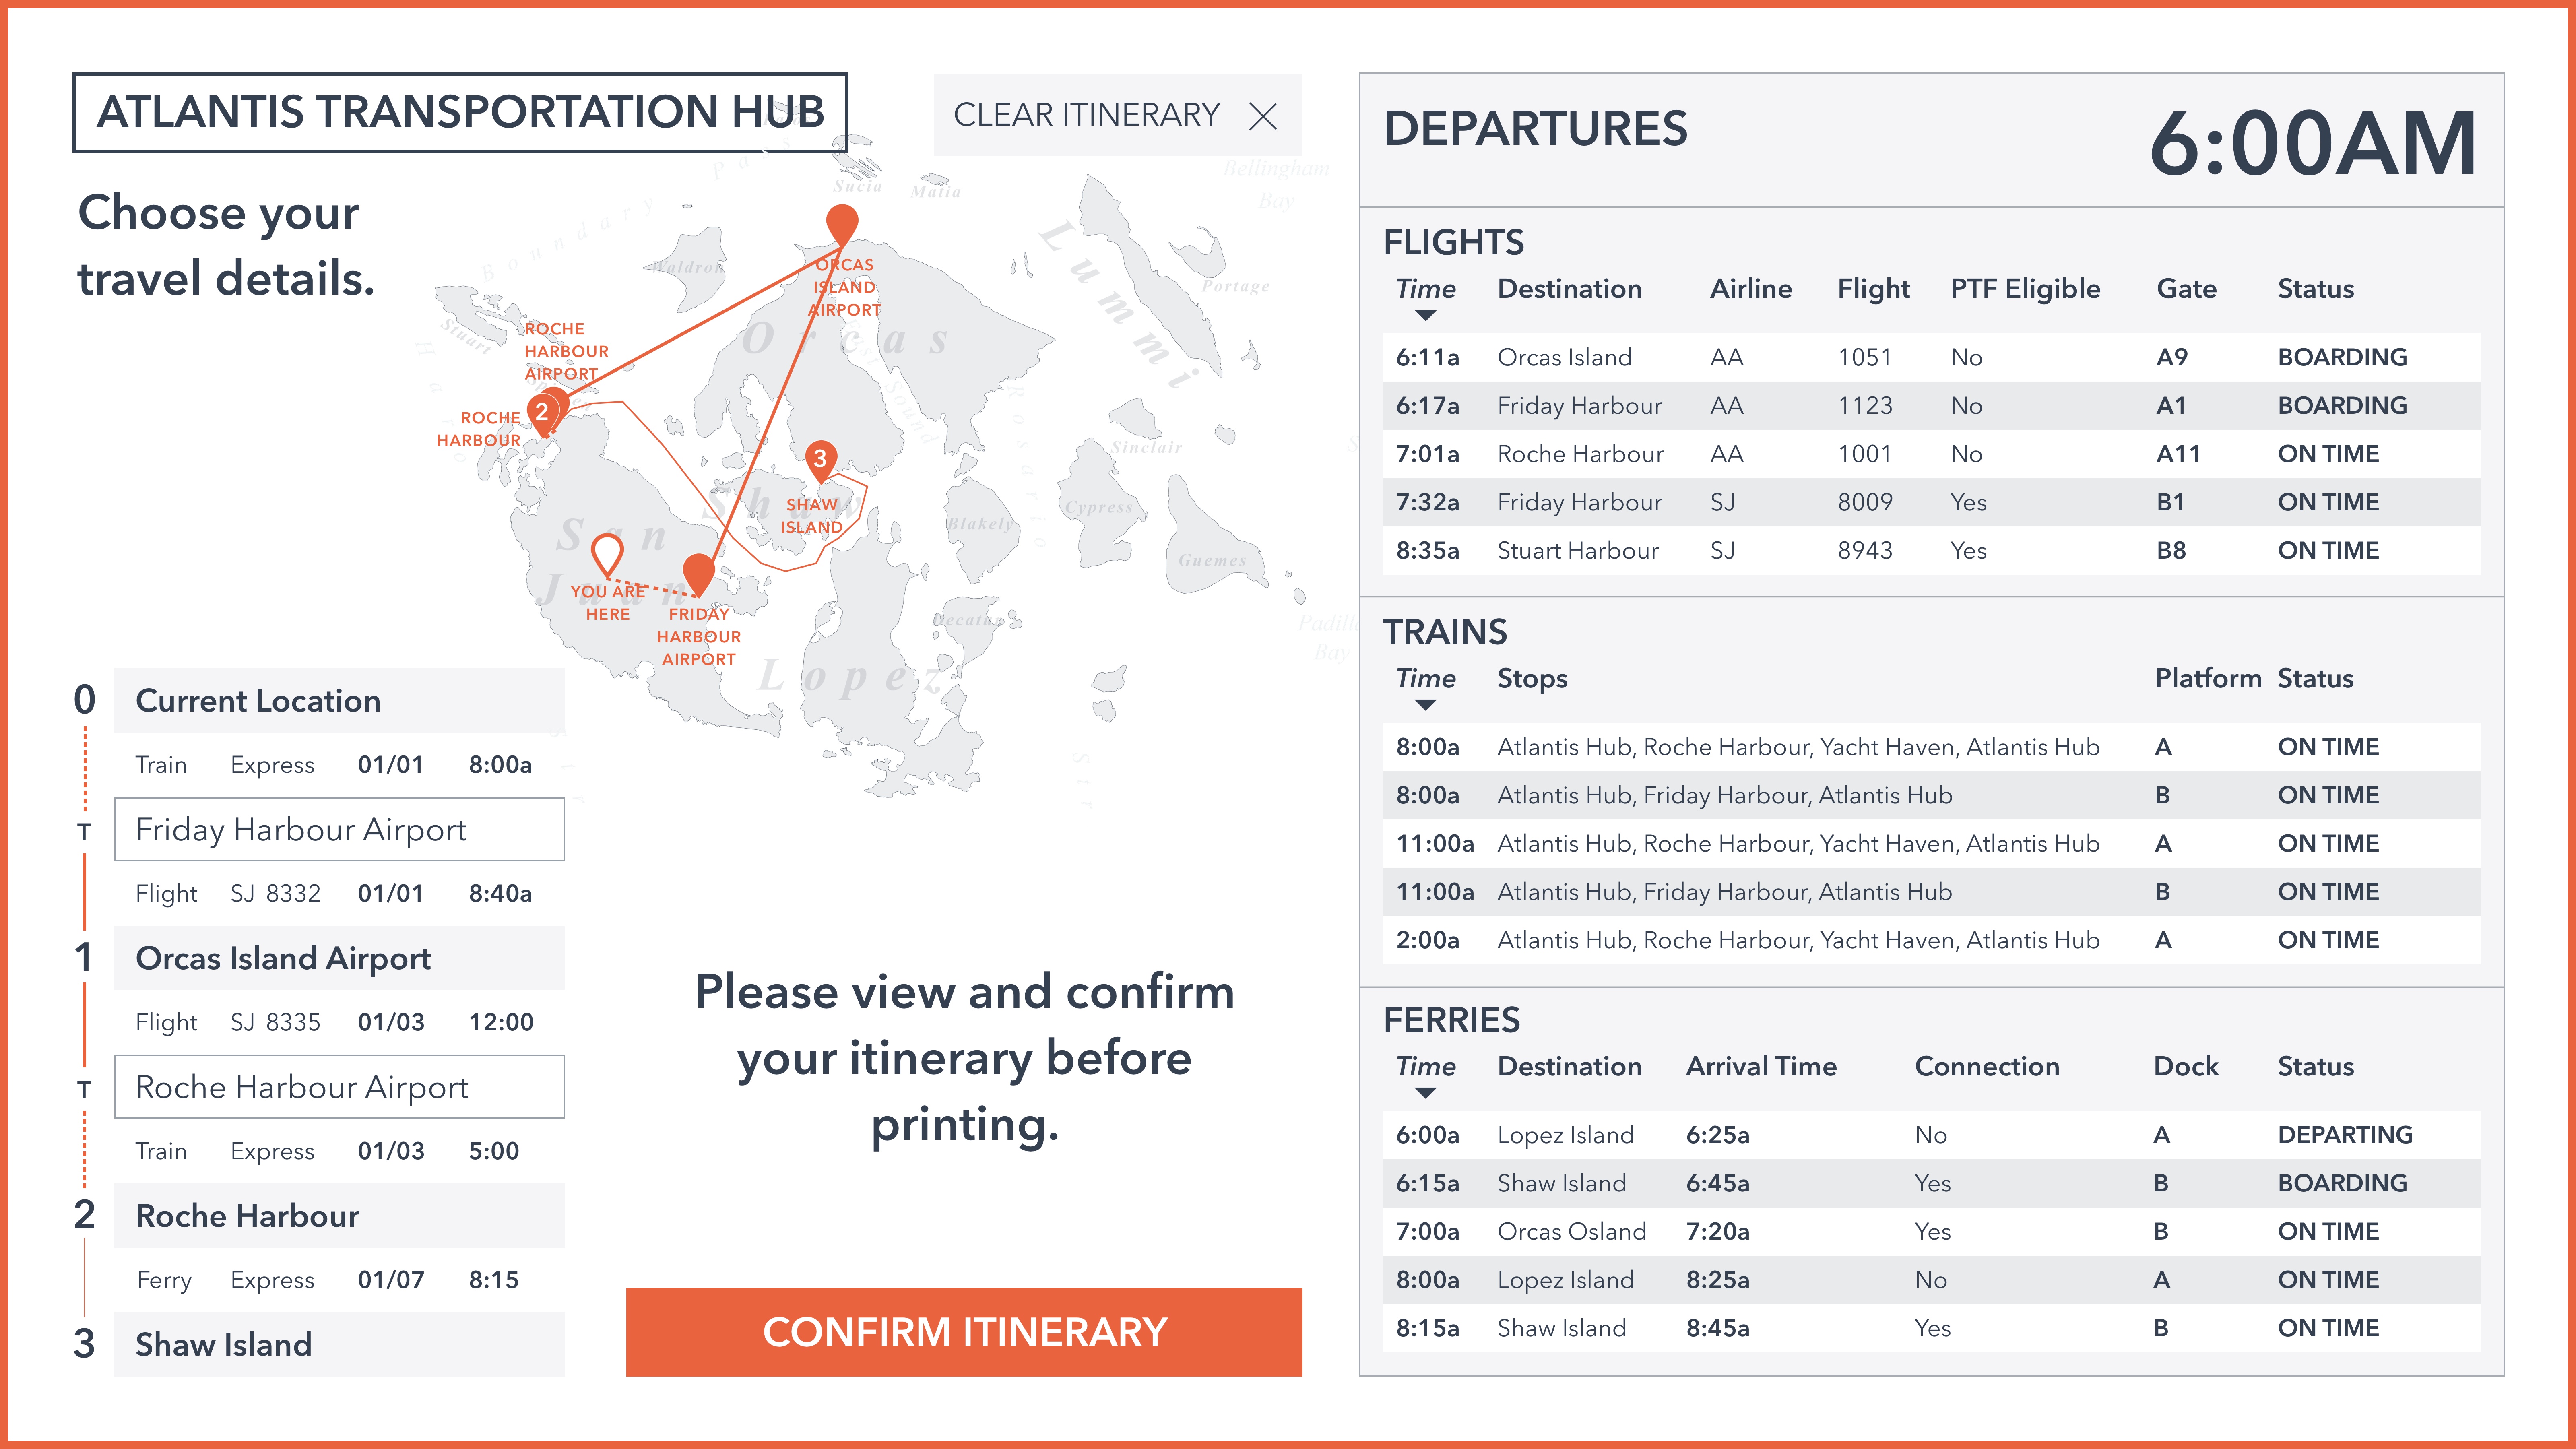 ATLANTIS TRANSPORTATION HUB
CLEAR ITINERARY
Choose your
travel details.
Sucia
Matia
Bellingham
Bay
Boundary
Waldron
Lummi
Portage
Stuart
ORCAS
ISLAND
AIRPORT
Orcas
ROCHE
HARBOUR
AIRPORT
2
ROCHE
HARBOUR
Sound
Rosario
Sinclair
3
Shaw
SHAW
ISLAND
Blakely
Cypress
Guemes
San
Juan
YOU ARE
HERE
FRIDAY
HARBOUR
AIRPORT
Decatur
Lopez
Bay
0 Current Location
Train Express 01/01 8:00a
T Friday Harbour Airport
Flight SJ 8332 01/01 8:40a
1 Orcas Island Airport
Flight SJ 8335 01/03 12:00
T Roche Harbour Airport
Train Express 01/03 5:00
2 Roche Harbour
Ferry Express 01/07 8:15
3 Shaw Island
Please view and confirm
your itinerary before
printing.
CONFIRM ITINERARY
DEPARTURES 6:00AM
FLIGHTS
Time Destination Airline Flight PTF Eligible Gate Status
6:11a Orcas Island AA 1051 No A9 BOARDING
6:17a Friday Harbour AA 1123 No A1 BOARDING
7:01a Roche Harbour AA 1001 No A11 ON TIME
7:32a Friday Harbour SJ 8009 Yes B1 ON TIME
8:35a Stuart Harbour SJ 8943 Yes B8 ON TIME
TRAINS
Time Stops Platform Status
8:00a Atlantis Hub, Roche Harbour, Yacht Haven, Atlantis Hub A ON TIME
8:00a Atlantis Hub, Friday Harbour, Atlantis Hub B ON TIME
11:00a Atlantis Hub, Roche Harbour, Yacht Haven, Atlantis Hub A ON TIME
11:00a Atlantis Hub, Friday Harbour, Atlantis Hub B ON TIME
2:00a Atlantis Hub, Roche Harbour, Yacht Haven, Atlantis Hub A ON TIME
FERRIES
Time Destination Arrival Time Connection Dock Status
6:00a Lopez Island 6:25a No A DEPARTING
6:15a Shaw Island 6:45a Yes B BOARDING
7:00a Orcas Osland 7:20a Yes B ON TIME
8:00a Lopez Island 8:25a No A ON TIME
8:15a Shaw Island 8:45a Yes B ON TIME